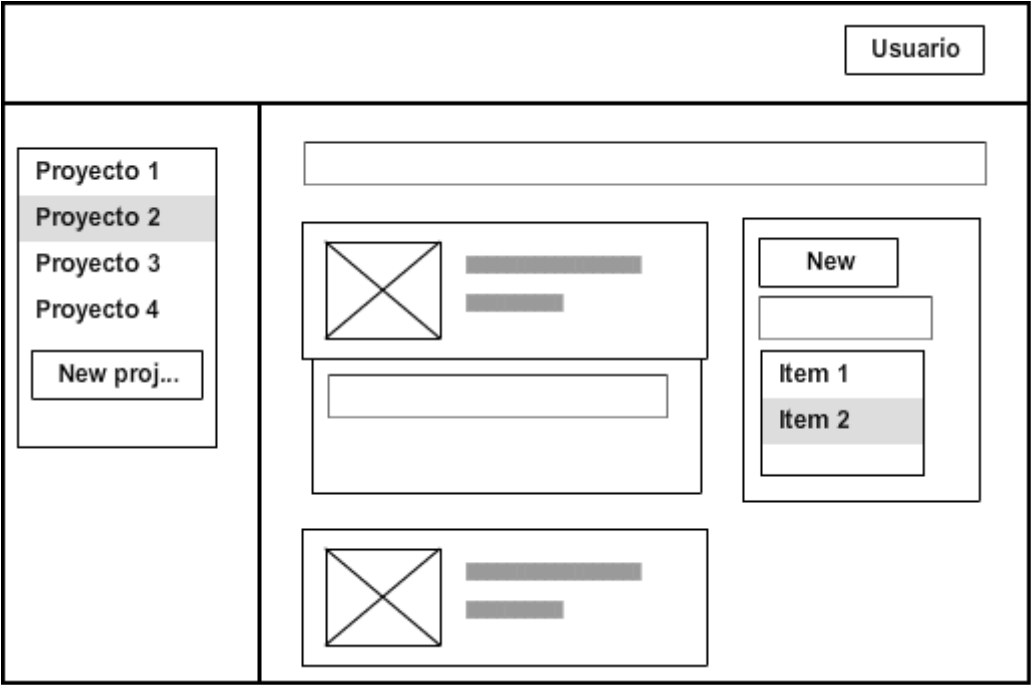 Usuario
Proyecto 1
Proyecto 2
Proyecto 3
Proyecto 4
New proj...
New
Item 1
Item 2